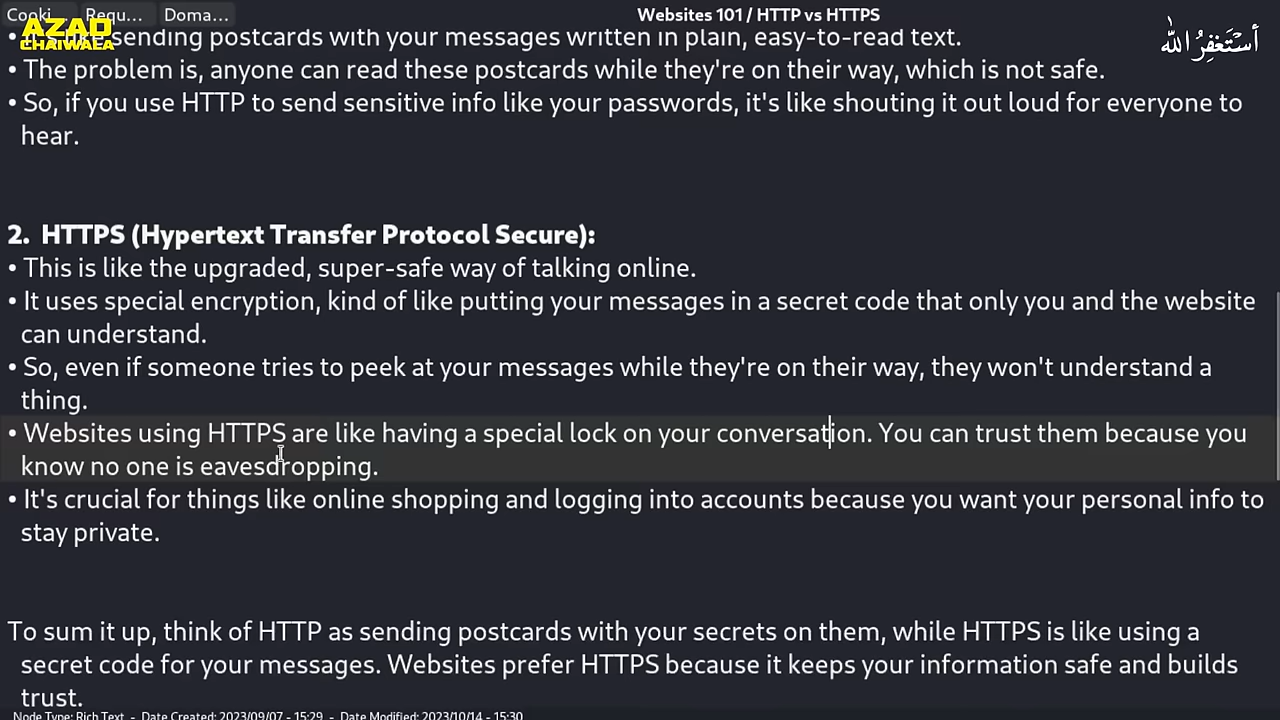 Cooki... Requ... Doma...
Websites 101 / HTTP vs HTTPS
AZAD
CHAIWALA
أستغفر الله
• It's like sending postcards with your messages written in plain, easy-to-read text.
• The problem is, anyone can read these postcards while they're on their way, which is not safe.
• So, if you use HTTP to send sensitive info like your passwords, it's like shouting it out loud for everyone to
hear.
2. HTTPS (Hypertext Transfer Protocol Secure):
• This is like the upgraded, super-safe way of talking online.
• It uses special encryption, kind of like putting your messages in a secret code that only you and the website
can understand.
• So, even if someone tries to peek at your messages while they're on their way, they won't understand a
thing.
• Websites using HTTPS are like having a special lock on your conversation. You can trust them because you
know no one is eavesdropping.
• It's crucial for things like online shopping and logging into accounts because you want your personal info to
stay private.
To sum it up, think of HTTP as sending postcards with your secrets on them, while HTTPS is like using a
secret code for your messages. Websites prefer HTTPS because it keeps your information safe and builds
trust.
Node Type: Rich Text - Date Created: 2023/09/07 - 15:29 - Date Modified: 2023/10/14 - 15:30